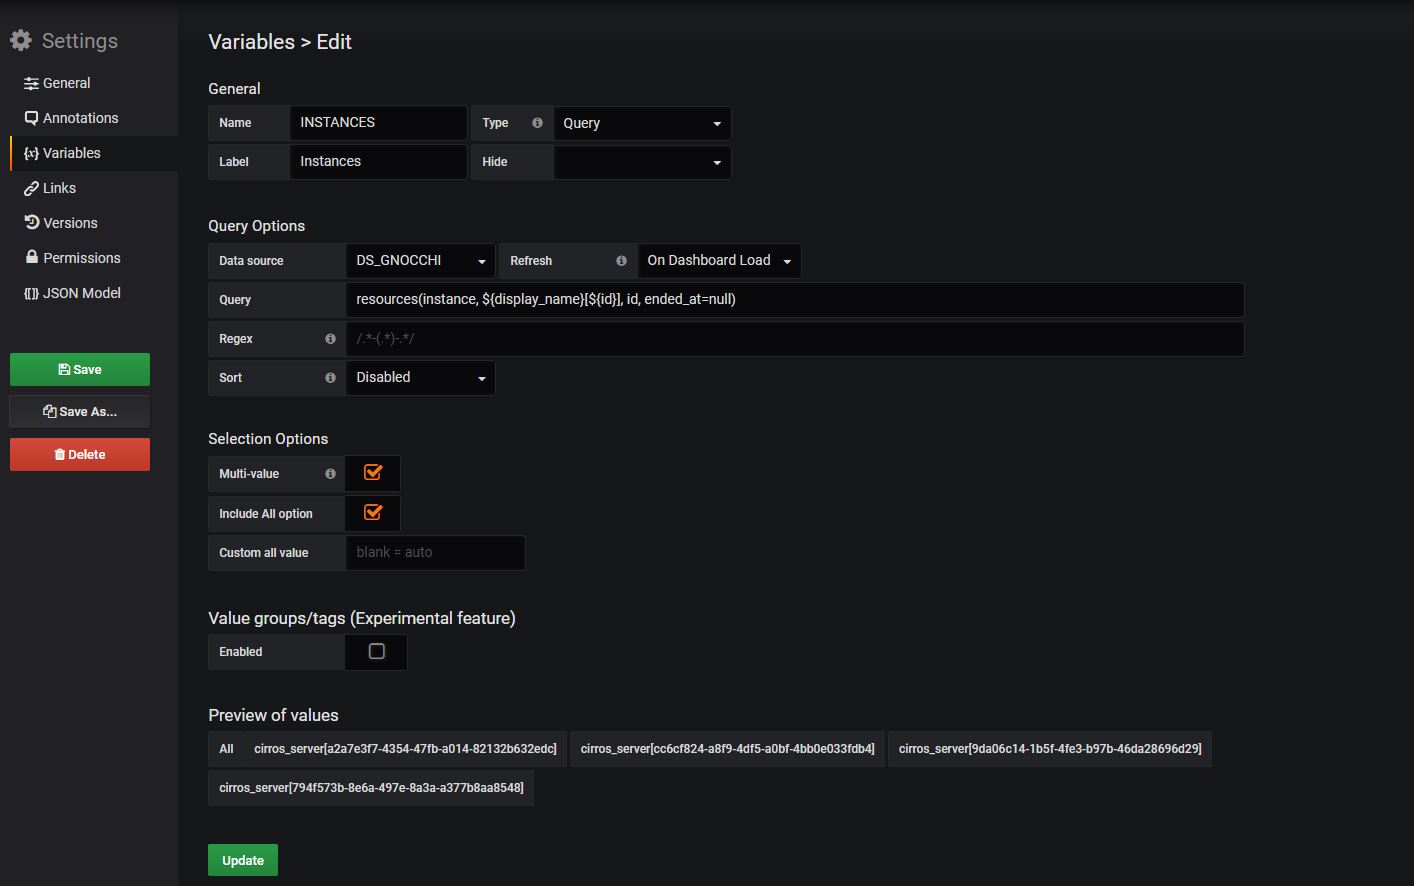 Settings
General
Annotations
Variables
Links
Versions
Permissions
JSON Model
Save
Save As...
Delete
Variables > Edit
General
Name INSTANCES Type Query
Label Instances Hide
Query Options
Data source DS_GNOCCHI Refresh On Dashboard Load
Query resources(instance, ${display_name}[${id}], id, ended_at=null)
Regex /.*-(.*)-.*/
Sort Disabled
Selection Options
Multi-value
Include All option
Custom all value blank = auto
Value groups/tags (Experimental feature)
Enabled
Preview of values
All cirros_server[a2a7e3f7-4354-47fb-a014-82132b632edc] cirros_server[cc6cf824-a8f9-4df5-a0bf-4bb0e033fdb4] cirros_server[9da06c14-1b5f-4fe3-b97b-46da28696d29]
cirros_server[794f573b-8e6a-497e-8a3a-a377b8aa8548]
Update